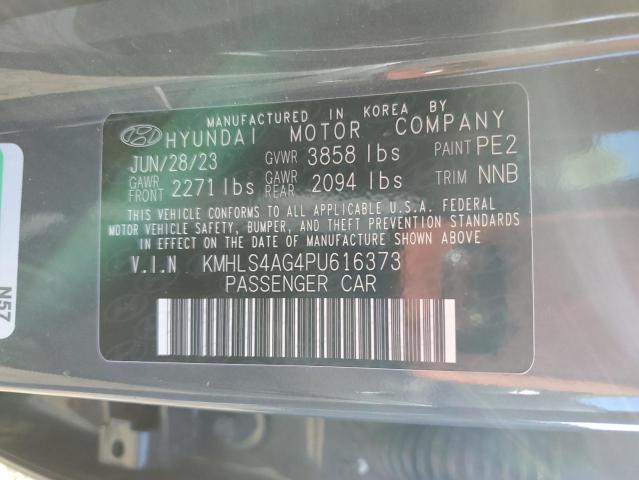 MANUFACTURED IN KOREA BY
HYUNDAI MOTOR COMPANY
JUN/28/23 GVWR 3858 lbs PAINT PE2
GAWR FRONT 2271 lbs GAWR REAR 2094 lbs TRIM NNB
THIS VEHICLE CONFORMS TO ALL APPLICABLE U.S.A. FEDERAL
MOTOR VEHICLE SAFETY, BUMPER, AND THEFT PREVENTION STANDARDS
IN EFFECT ON THE DATE OF MANUFACTURE SHOWN ABOVE
V.I.N KMHLS4AG4PU616373
PASSENGER CAR
N57